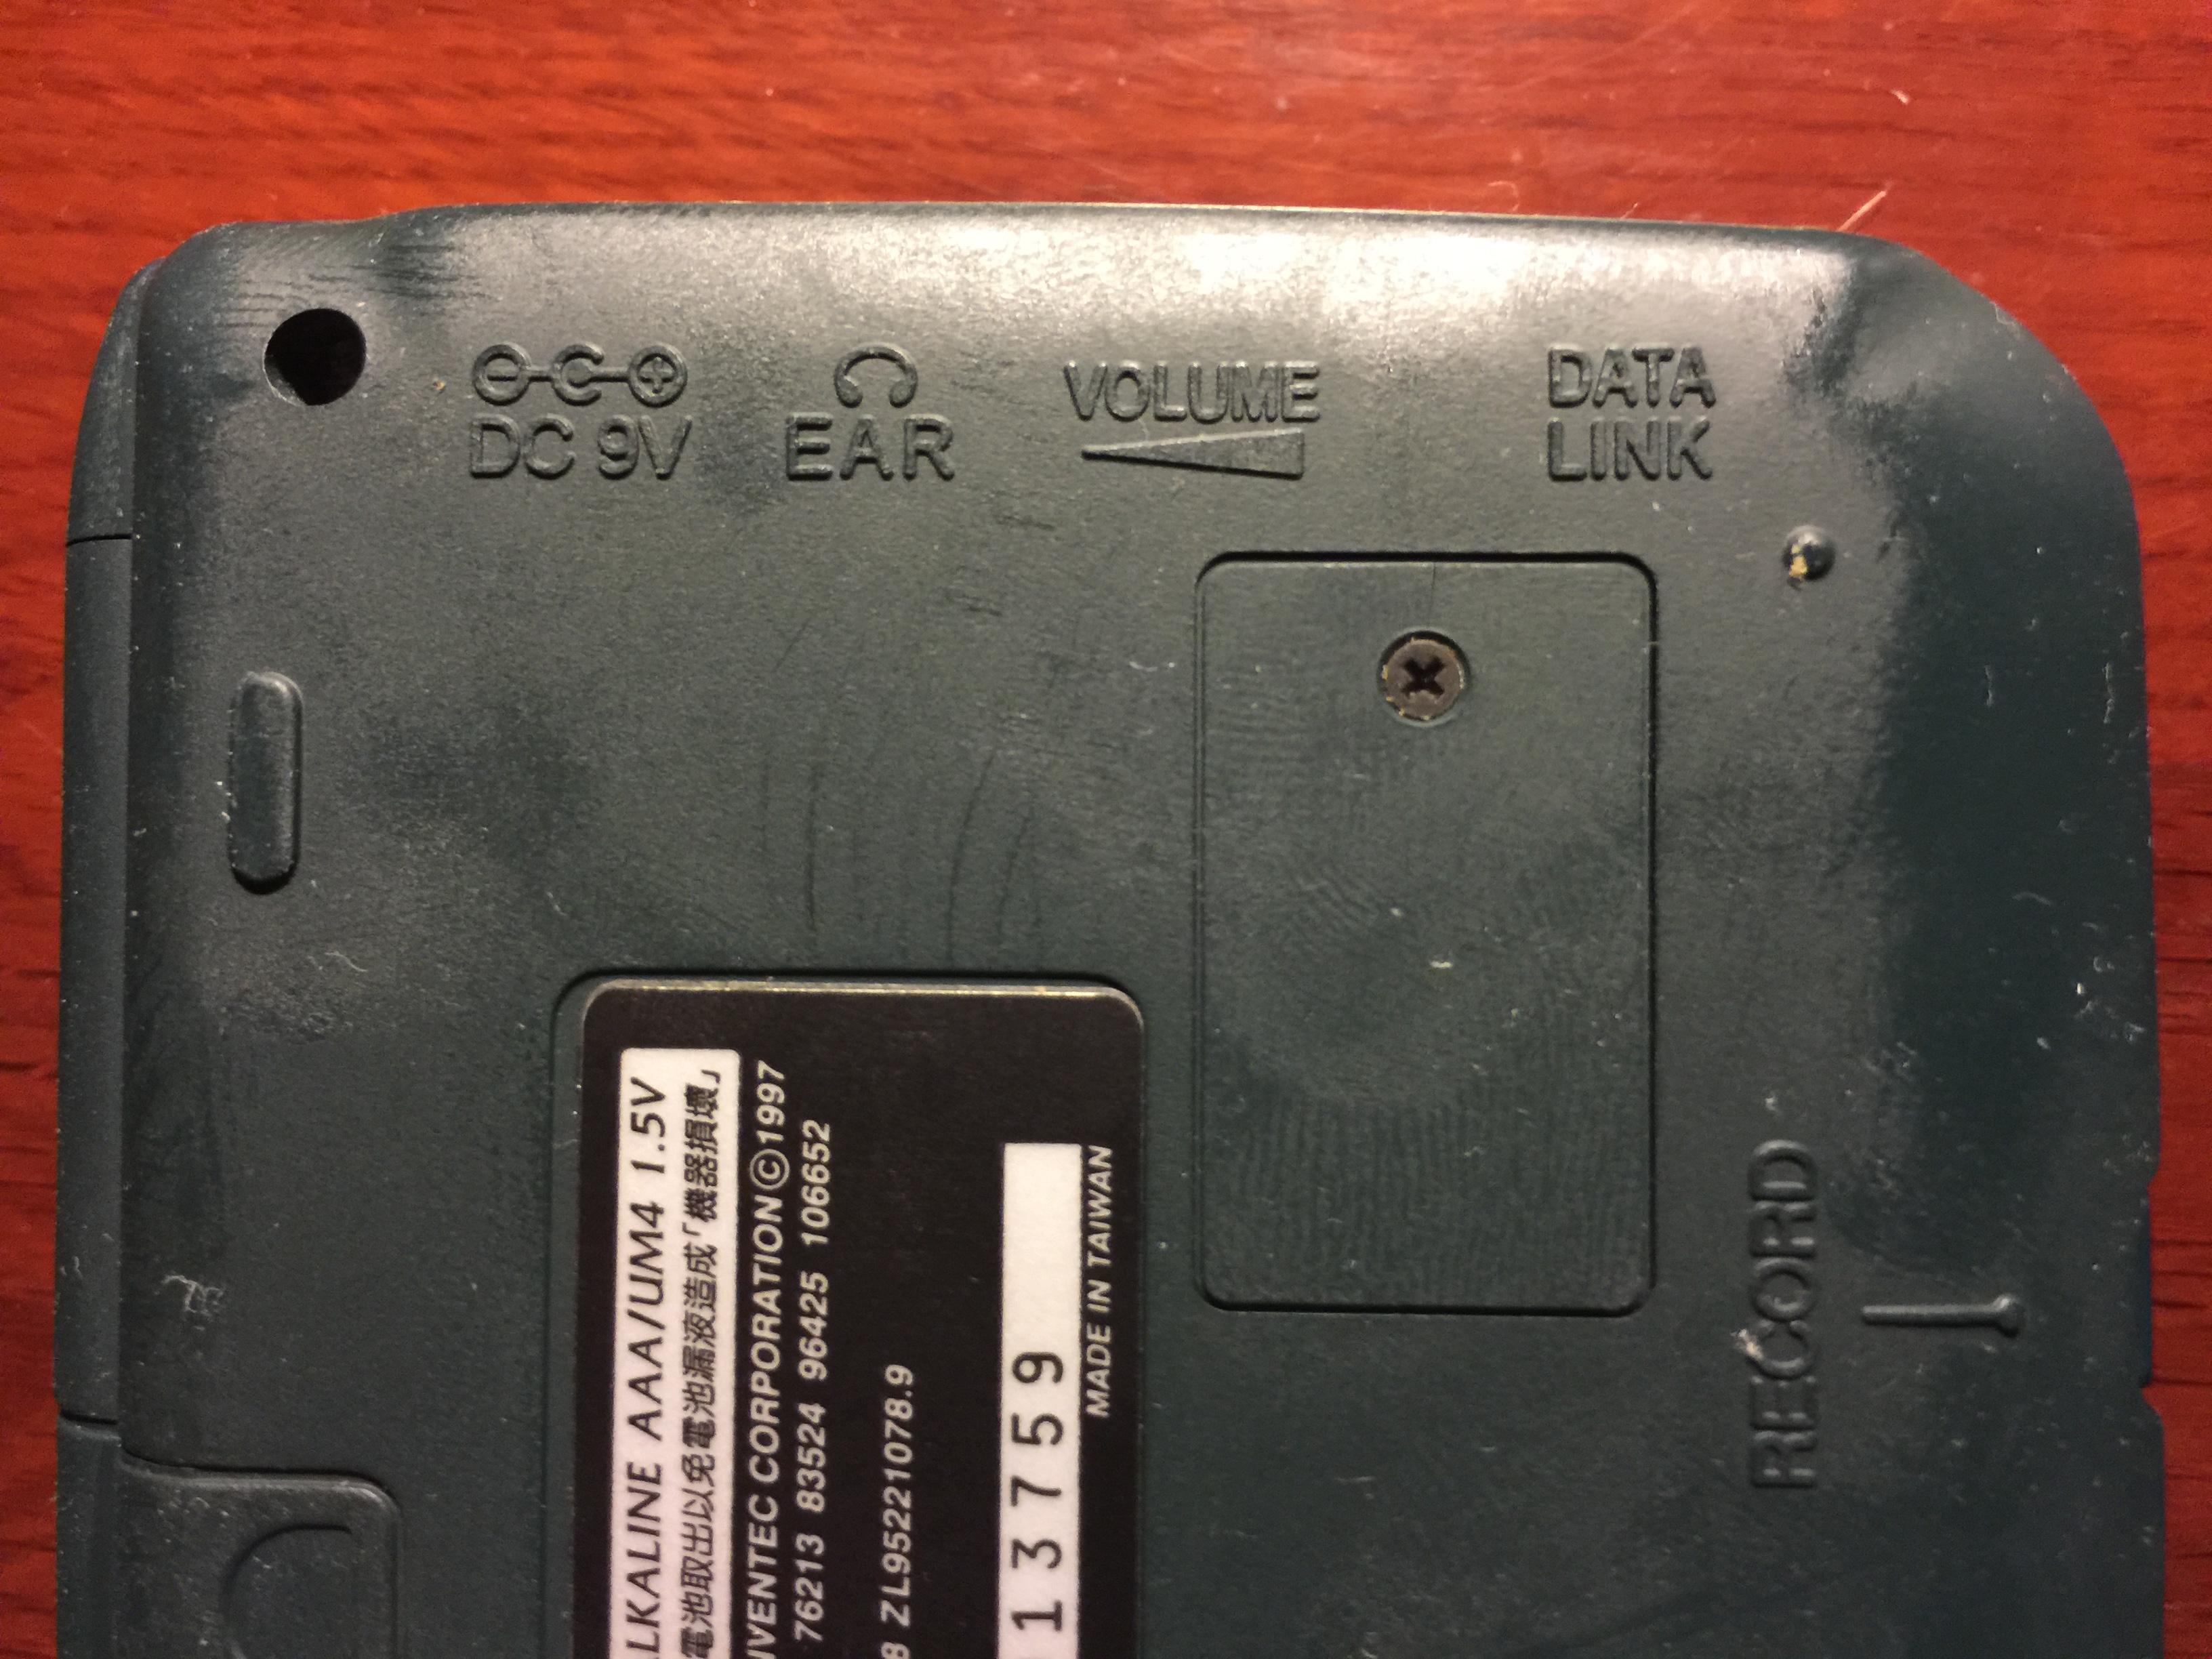 DC 9V
EAR
VOLUME
DATA
LINK
RECORD
LKALINE AAA/UM4 1.5V
電池取出以免電池漏液造成「機器損壞」
VENTEC CORPORATION©1997
76213 83524 96425 106652
ZL95221078.9
13759
MADE IN TAIWAN